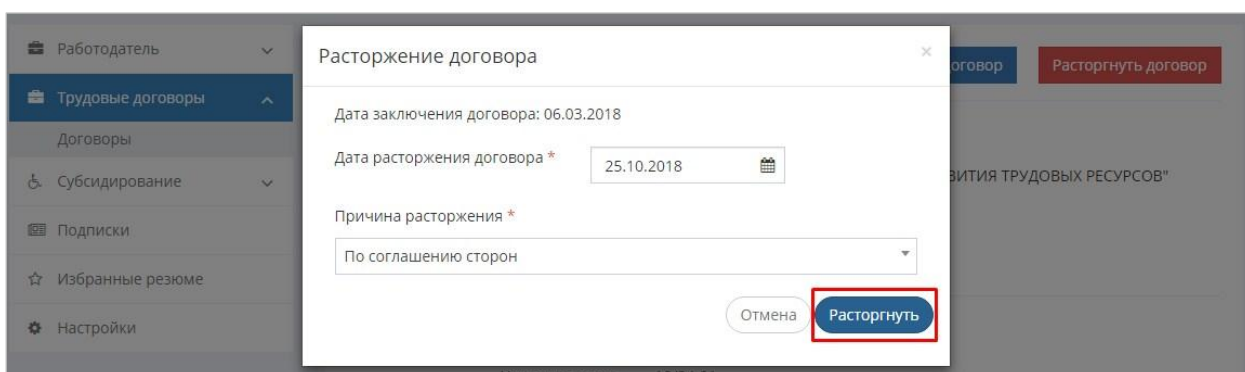 Работодатель
Трудовые договоры
Договоры
Субсидирование
Подписки
Избранные резюме
Настройки
Расторжение договора ×
Дата заключения договора: 06.03.2018
Дата расторжения договора * 25.10.2018
Причина расторжения *
По соглашению сторон
Отмена Расторгнуть
оговор Расторгнуть договор
ВИТИЯ ТРУДОВЫХ РЕСУРСОВ"